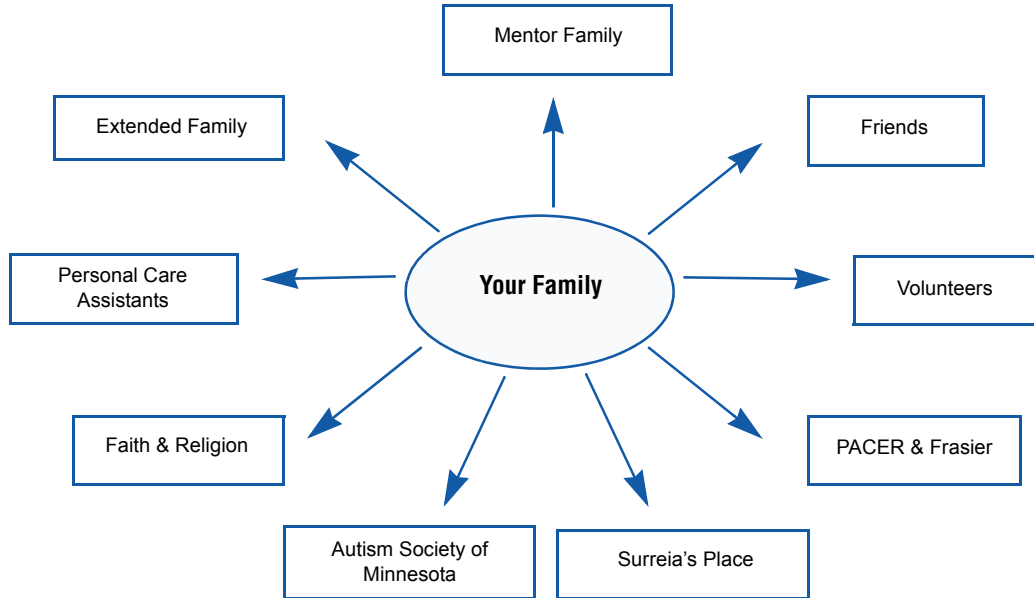 Mentor Family
Extended Family
Friends
Personal Care
Assistants
Your Family
Volunteers
Faith & Religion
PACER & Frasier
Autism Society of
Minnesota
Surreia’s Place